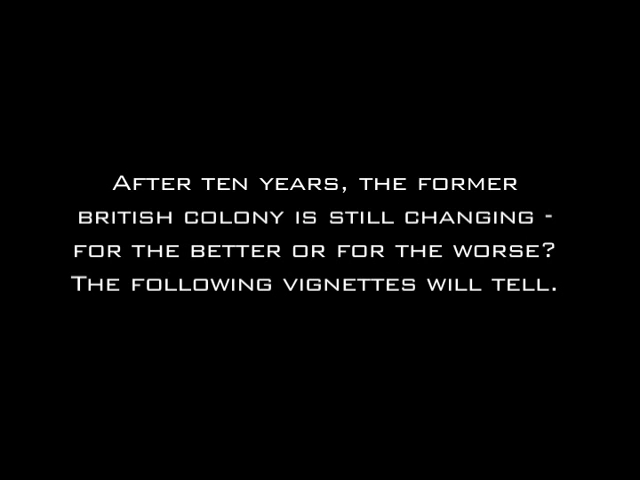 After ten years, the former
british colony is still changing -
for the better or for the worse?
The following vignettes will tell.